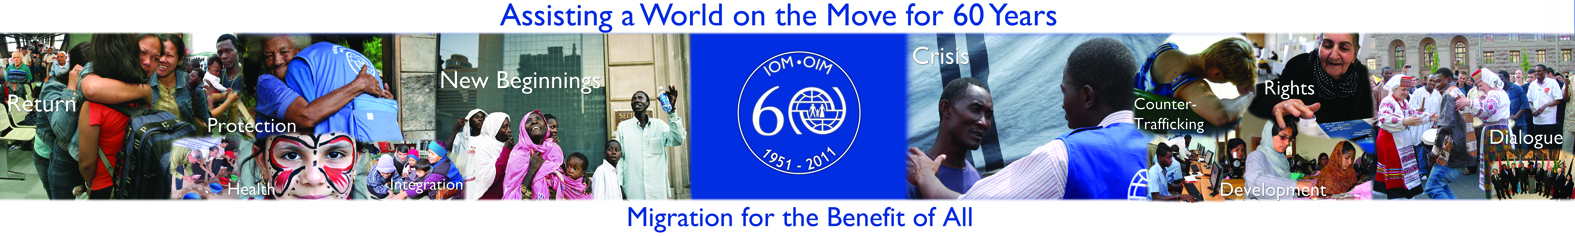 Assisting a World on the Move for 60 Years
Return
Protection
Health
Integration
New Beginnings
IOM • OIM
60
1951 - 2011
Crisis
Counter-
Trafficking
Rights
Development
Dialogue
Migration for the Benefit of All